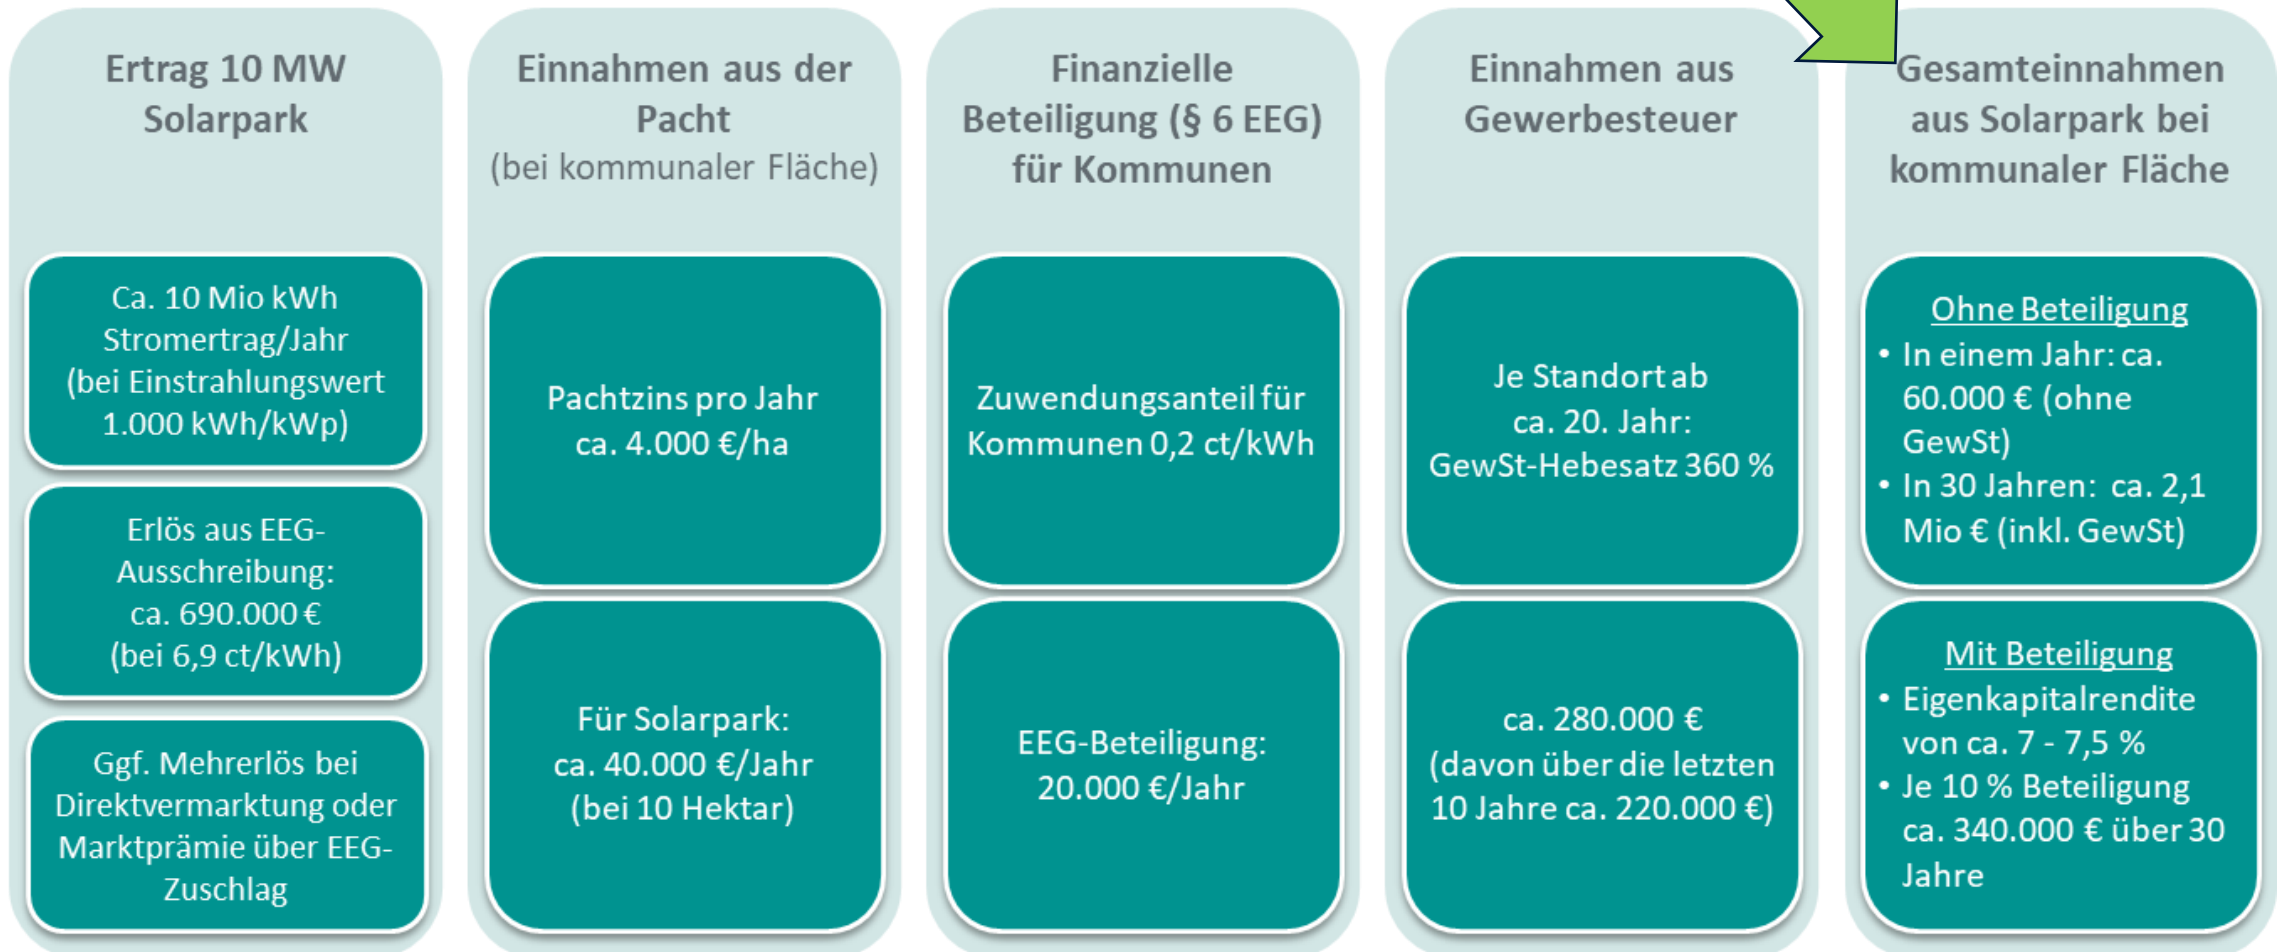 Ertrag 10 MW
Solarpark
Ca. 10 Mio kWh
Stromertrag/Jahr
(bei Einstrahlungswert
1.000 kWh/kWp)
Erlös aus EEG-
Ausschreibung:
ca. 690.000 €
(bei 6,9 ct/kWh)
Ggf. Mehrerlös bei
Direktvermarktung oder
Marktprämie über EEG-
Zuschlag
Einnahmen aus der
Pacht
(bei kommunaler Fläche)
Pachtzins pro Jahr
ca. 4.000 €/ha
Für Solarpark:
ca. 40.000 €/Jahr
(bei 10 Hektar)
Finanzielle
Beteiligung (§ 6 EEG)
für Kommunen
Zuwendungsanteil für
Kommunen 0,2 ct/kWh
EEG-Beteiligung:
20.000 €/Jahr
Einnahmen aus
Gewerbesteuer
Je Standort ab
ca. 20. Jahr:
GewSt-Hebesatz 360 %
ca. 280.000 €
(davon über die letzten
10 Jahre ca. 220.000 €)
Gesamteinnahmen
aus Solarpark bei
kommunaler Fläche
Ohne Beteiligung
• In einem Jahr: ca.
60.000 € (ohne
GewSt)
• In 30 Jahren: ca. 2,1
Mio € (inkl. GewSt)
Mit Beteiligung
• Eigenkapitalrendite
von ca. 7 - 7,5 %
• Je 10 % Beteiligung
ca. 340.000 € über 30
Jahre